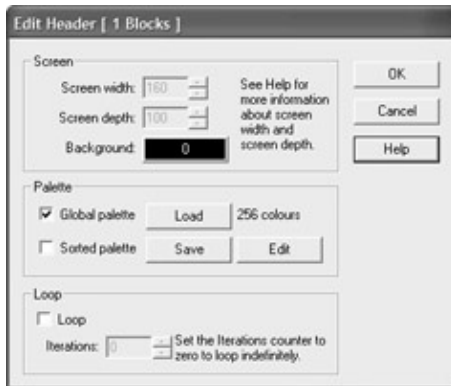 Edit Header [ 1 Blocks ]
Screen
Screen width: 160
Screen depth: 100
Background: 0
See Help for
more information
about screen
width and
screen depth.
OK
Cancel
Help
Palette
Global palette Load 256 colours
Sorted palette Save Edit
Loop
Loop
Iterations: 0
Set the Iterations counter to
zero to loop indefinitely.